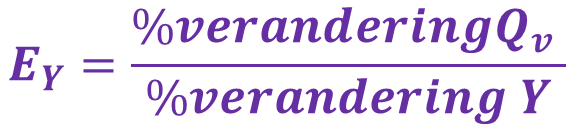 E_Y = %veranderingQ_v / %verandering Y